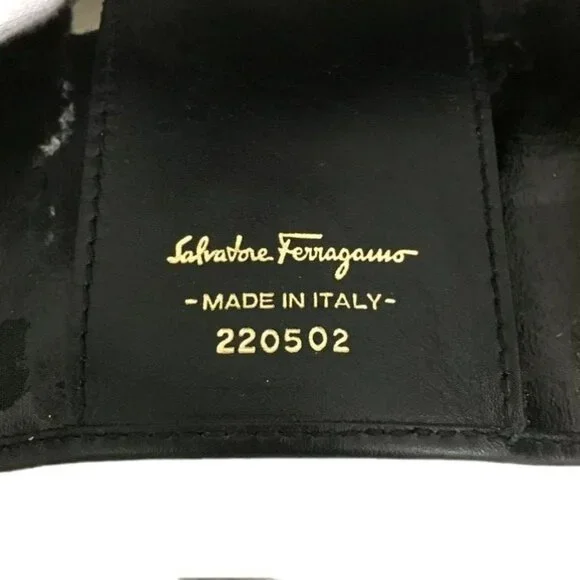 Salvatore Ferragamo
-MADE IN ITALY-
220502